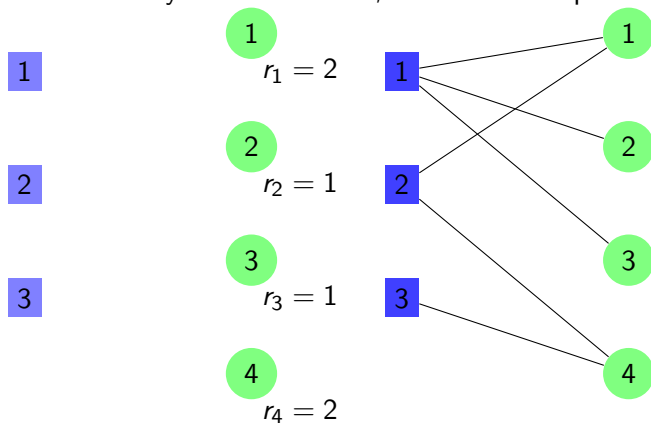 1 1
1 r₁ = 2 1
2 2
2 r₂ = 1 2
3 3
3 r₃ = 1 3
4 4
r₄ = 2